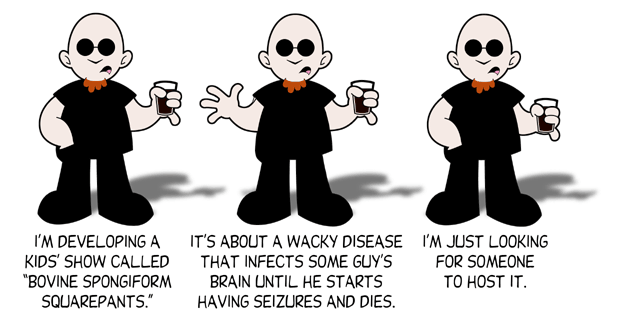 I'M DEVELOPING A
KIDS' SHOW CALLED
"BOVINE SPONGIFORM
SQUAREPANTS."
IT'S ABOUT A WACKY DISEASE
THAT INFECTS SOME GUY'S
BRAIN UNTIL HE STARTS
HAVING SEIZURES AND DIES.
I'M JUST LOOKING
FOR SOMEONE
TO HOST IT.